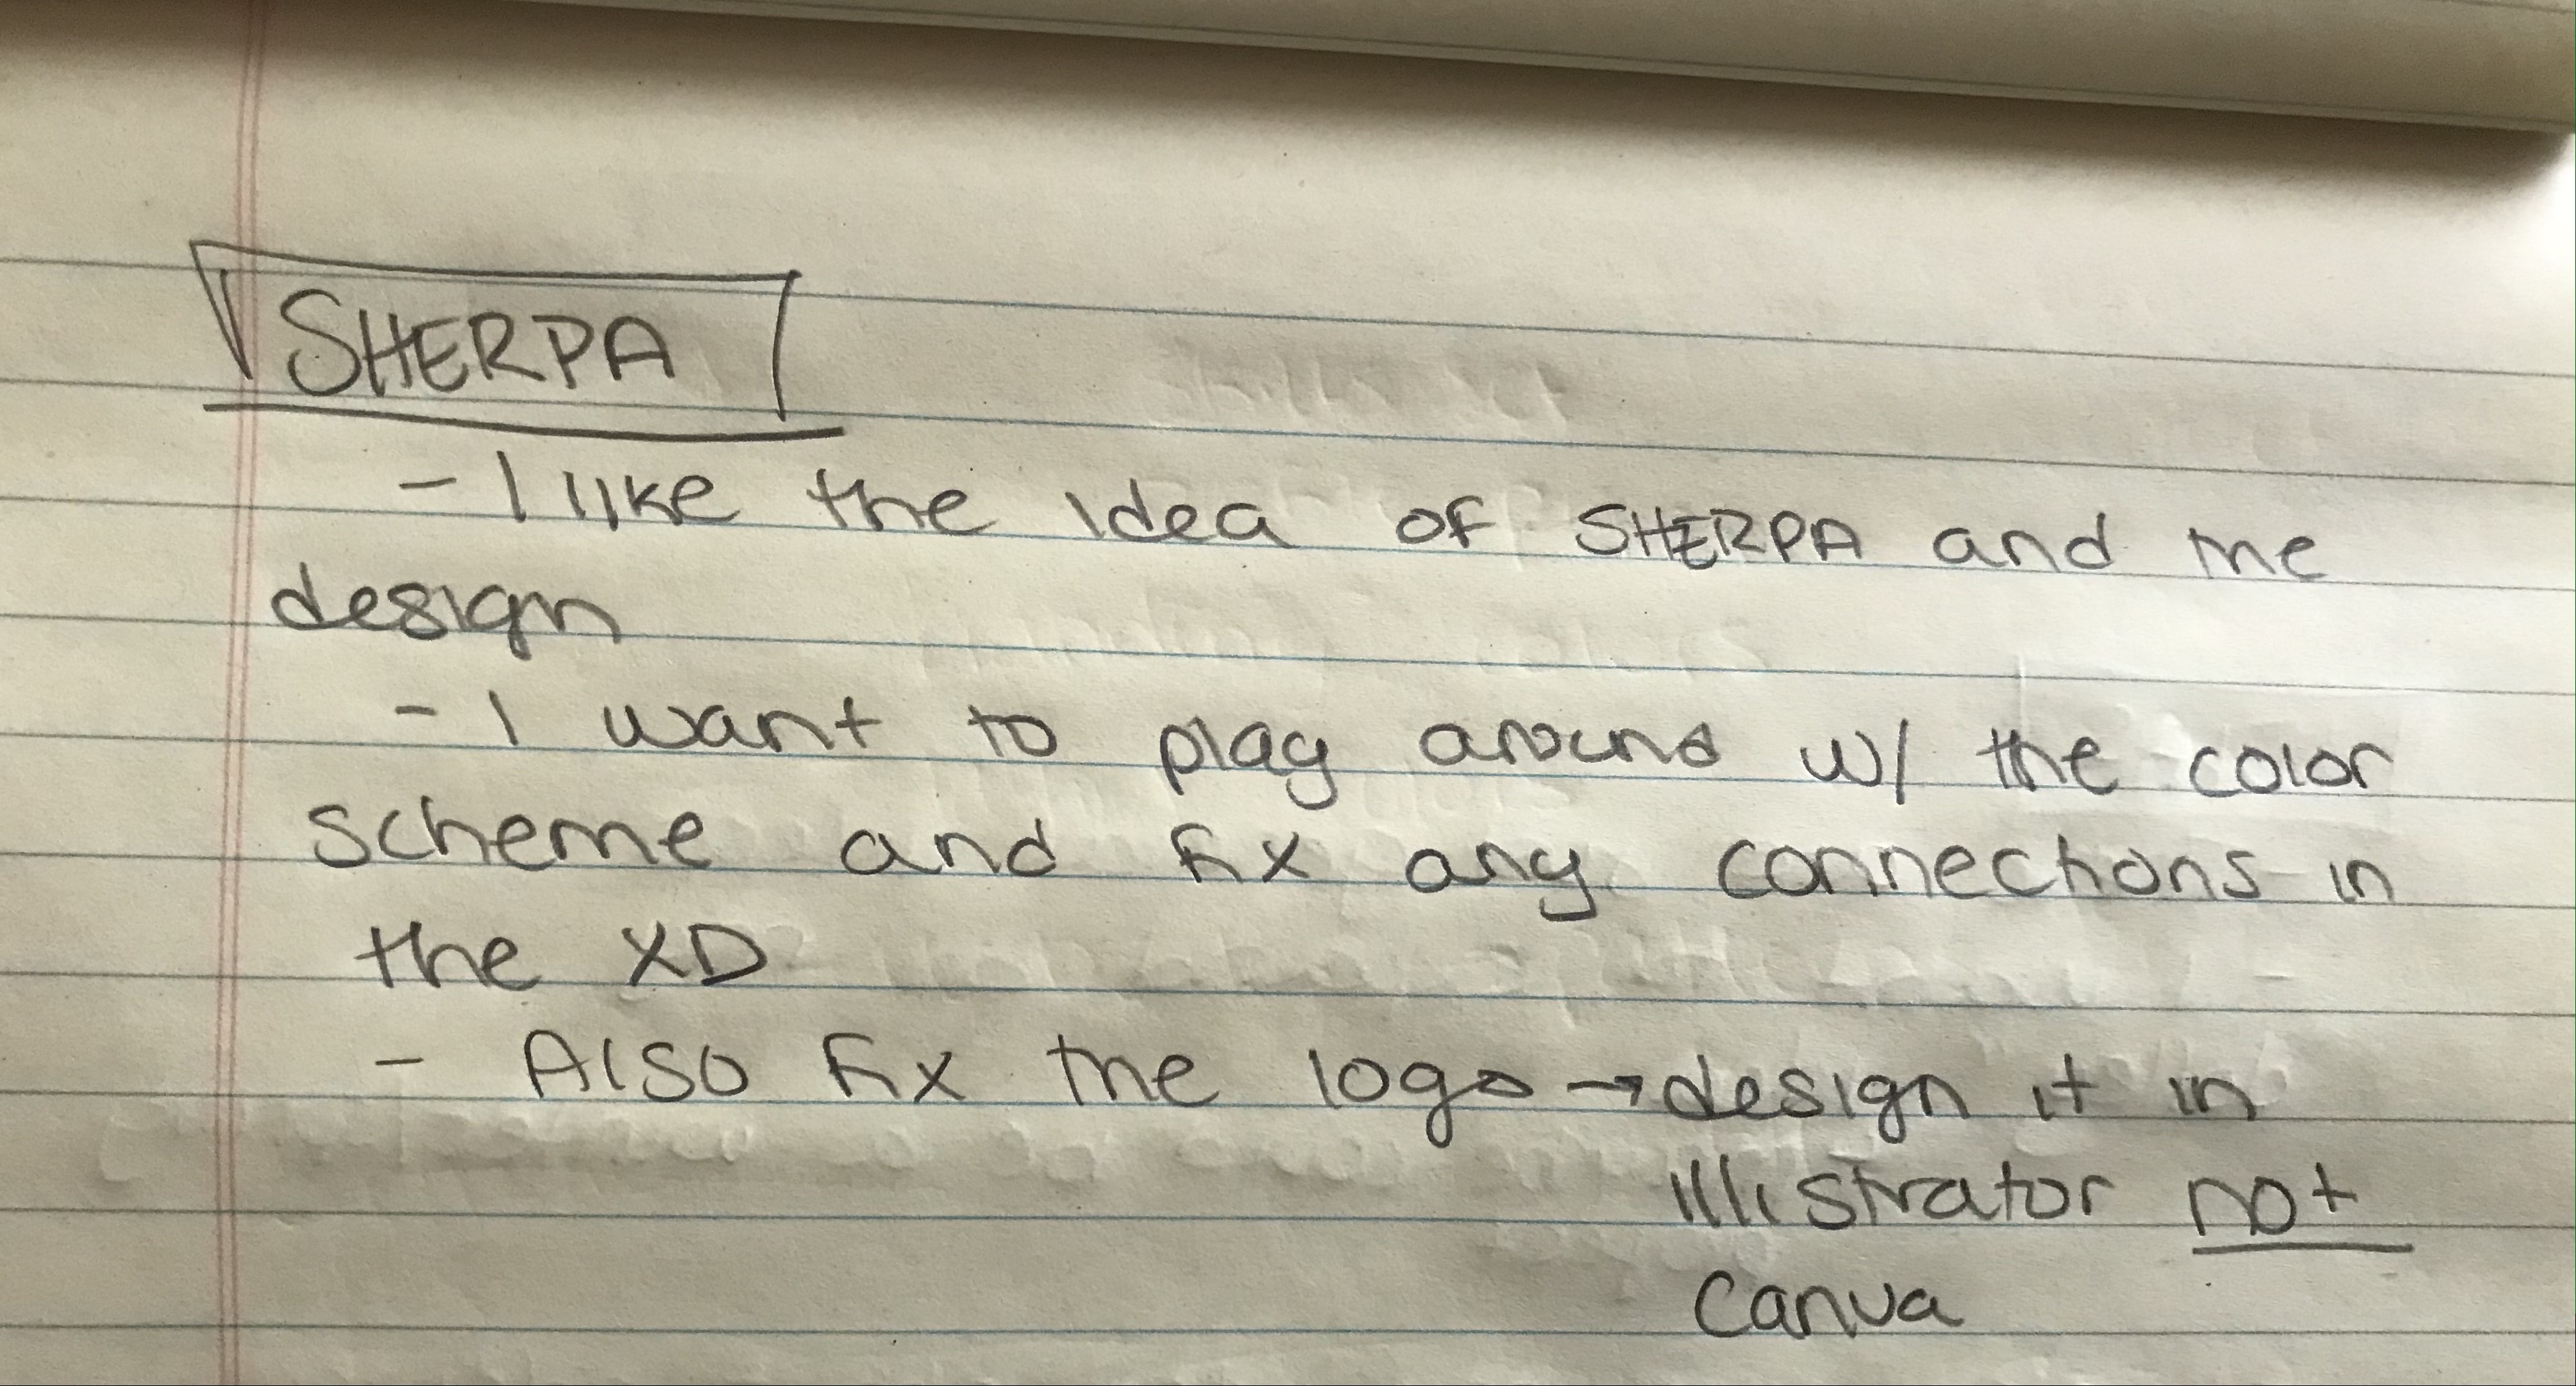 SHERPA
- I like the idea of SHERPA and the
design
- I want to play around w/ the color
scheme and fix any connections in
the XD
- Also fix the logo → design it in
illistrator not
Canva